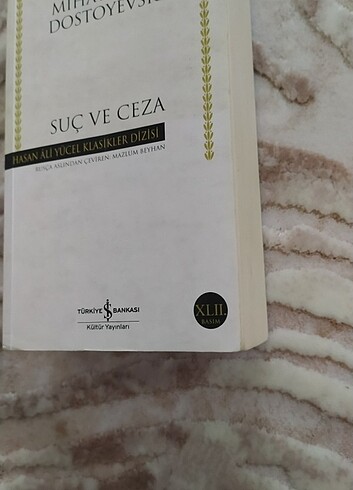 DOSTOYEVSKİ
SUÇ VE CEZA
HASAN ÂLİ YÜCEL KLASİKLER DİZİSİ
RUSÇA ASLINDAN ÇEVİREN: MAZLUM BEYHAN
TÜRKİYE İŞ BANKASI
Kültür Yayınları
XLII.
BASIM